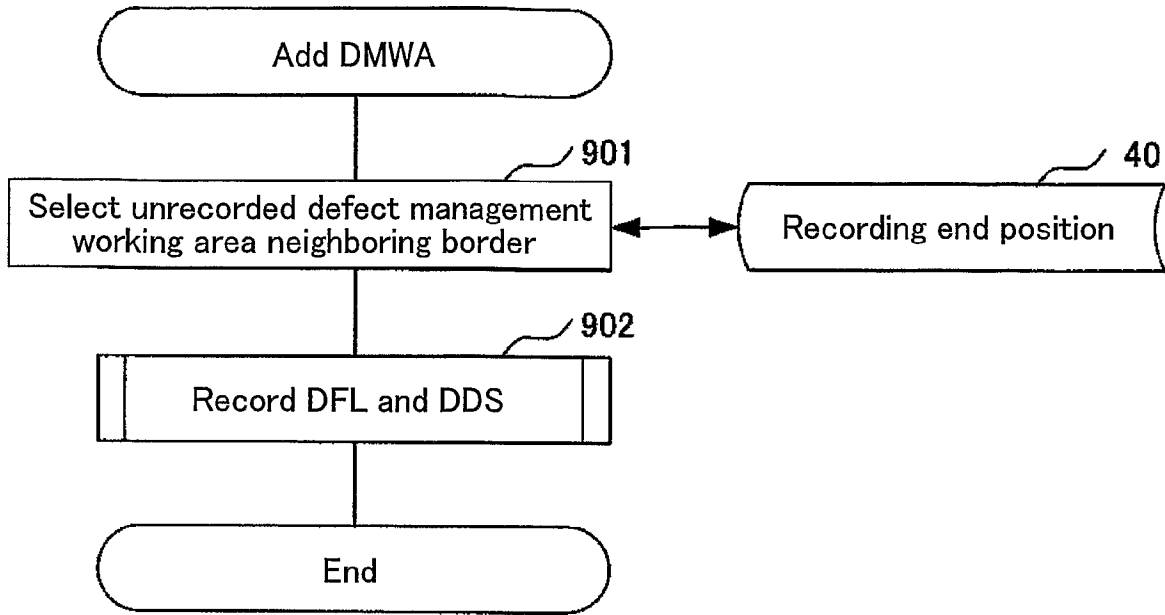 Add DMWA
901
40
Select unrecorded defect management
working area neighboring border
Recording end position
902
Record DFL and DDS
End